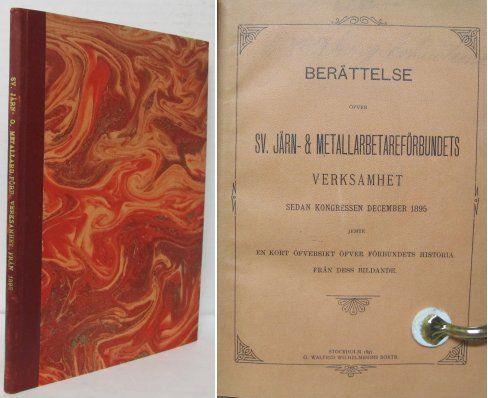 SV. JÄRN- O. METALLARB.FÖRB. VERKSAMHET FRÅN 1895
BERÄTTELSE
ÖFVER
SV. JÄRN- & METALLARBETAREFÖRBUNDETS
VERKSAMHET
SEDAN KONGRESSEN DECEMBER 1895
JEMTE
EN KORT ÖFVERSIKT ÖFVER FÖRBUNDETS HISTORIA
FRÅN DESS BILDANDE.
STOCKHOLM 1897
G. WALFRID WILHELMSSONS BOKTR.